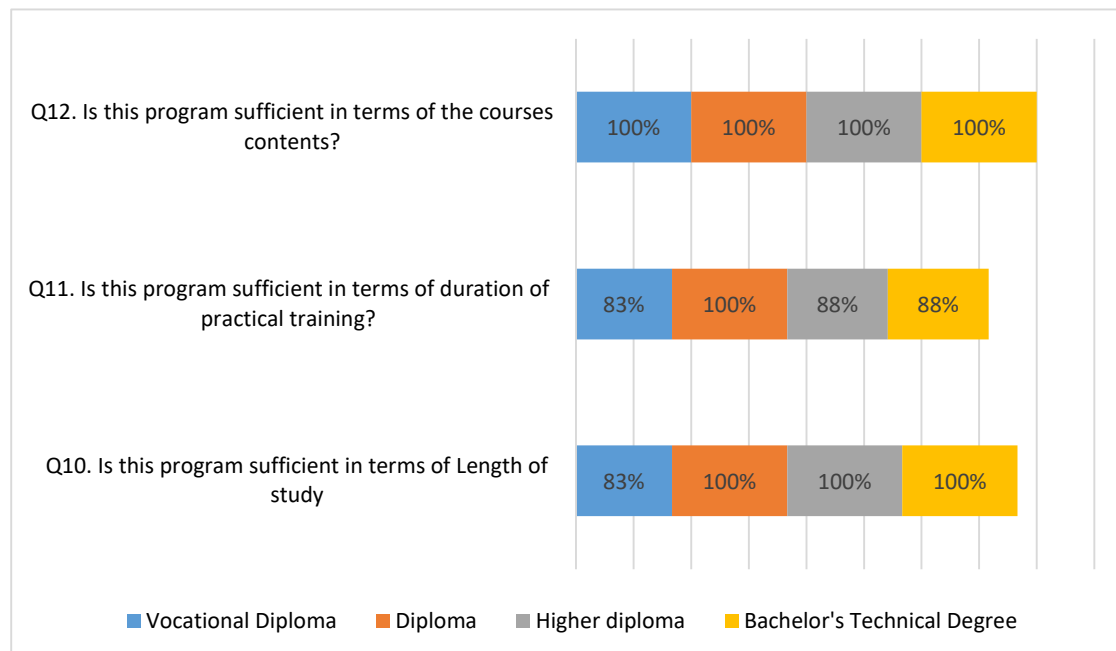 Q12. Is this program sufficient in terms of the courses
contents?
100% 100% 100% 100%
Q11. Is this program sufficient in terms of duration of
practical training?
83% 100% 88% 88%
Q10. Is this program sufficient in terms of Length of
study
83% 100% 100% 100%
Vocational Diploma Diploma Higher diploma Bachelor's Technical Degree